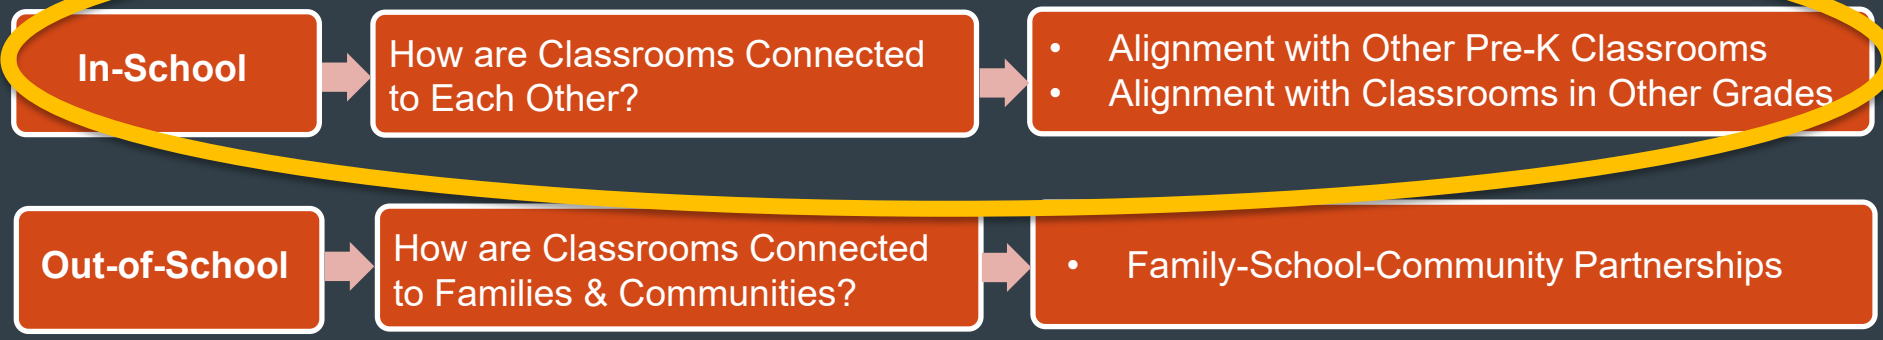 In-School
How are Classrooms Connected
to Each Other?
• Alignment with Other Pre-K Classrooms
• Alignment with Classrooms in Other Grades
Out-of-School
How are Classrooms Connected
to Families & Communities?
• Family-School-Community Partnerships